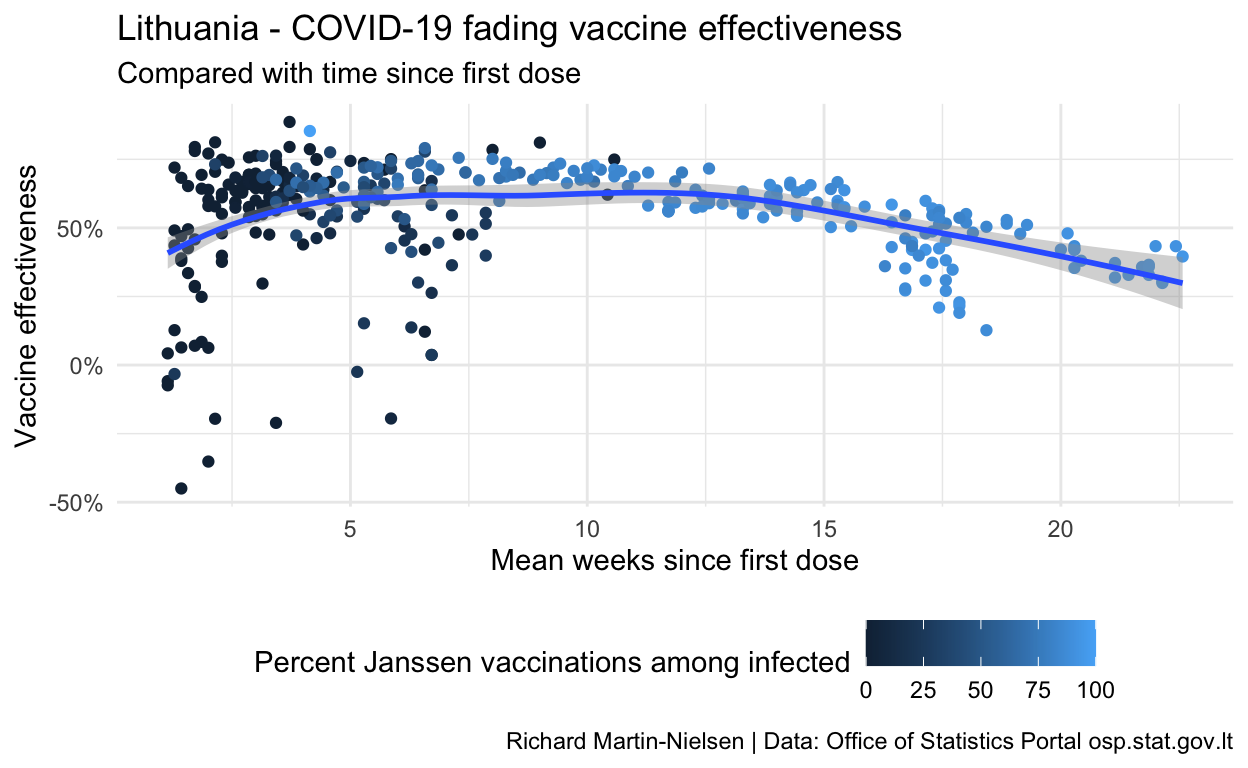 Lithuania - COVID-19 fading vaccine effectiveness
Compared with time since first dose
Vaccine effectiveness
50%
0%
-50%
5 10 15 20
Mean weeks since first dose
Percent Janssen vaccinations among infected
0 25 50 75 100
Richard Martin-Nielsen | Data: Office of Statistics Portal osp.stat.gov.lt